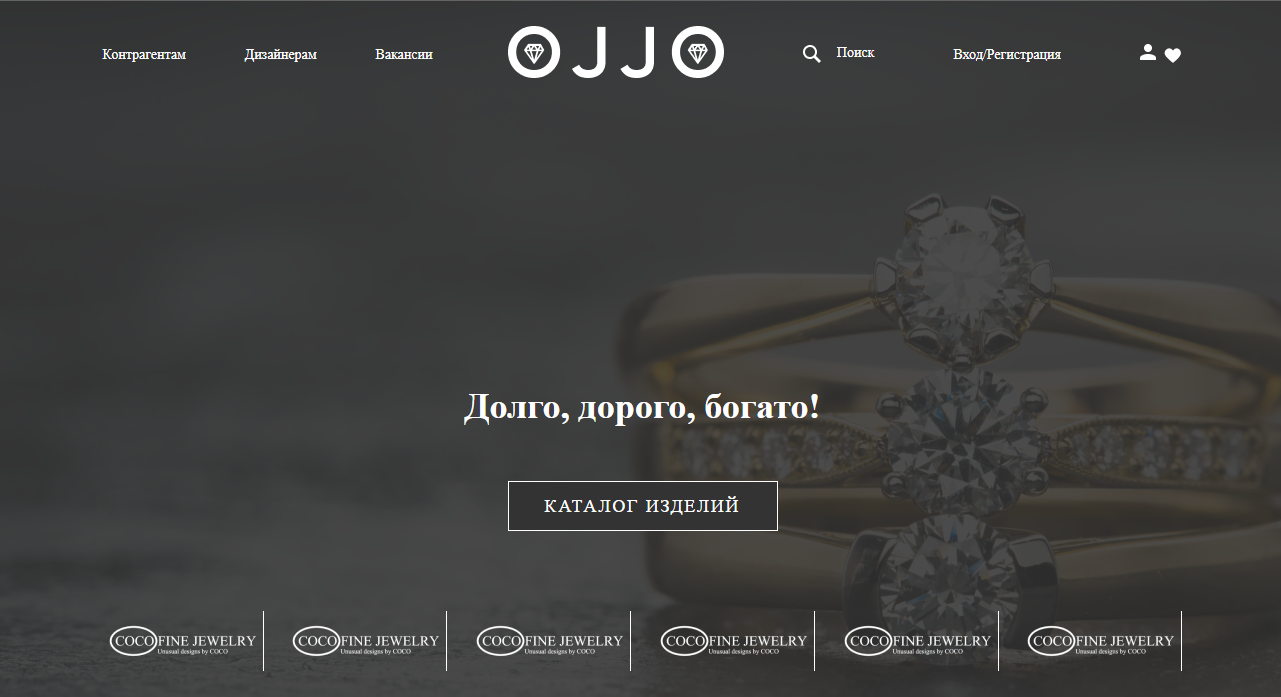 Контрагентам Дизайнерам Вакансии OJJO Поиск Вход/Регистрация
Долго, дорого, богато!
КАТАЛОГ ИЗДЕЛИЙ
COCO FINE JEWELRY COCO FINE JEWELRY COCO FINE JEWELRY COCO FINE JEWELRY COCO FINE JEWELRY COCO FINE JEWELRY
Unusual designs by COCO Unusual designs by COCO Unusual designs by COCO Unusual designs by COCO Unusual designs by COCO Unusual designs by COCO